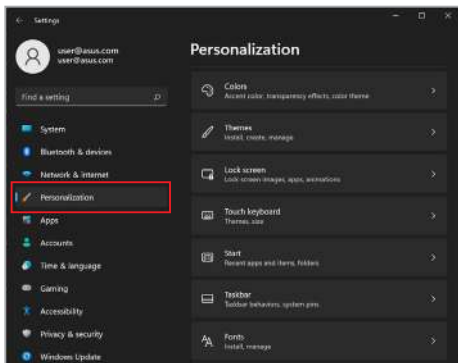 Settings
user@asus.com
user@asus.com
Find a setting
System
Bluetooth & devices
Network & internet
Personalization
Apps
Accounts
Time & language
Gaming
Accessibility
Privacy & security
Windows Update
Personalization
Colors
Accent color, transparency effects, color theme
Themes
Install, create, manage
Lock screen
Lock screen images, apps, animations
Touch keyboard
Themes, size
Start
Recent apps and items, folders
Taskbar
Taskbar behaviors, system pins
Fonts
Install, manage